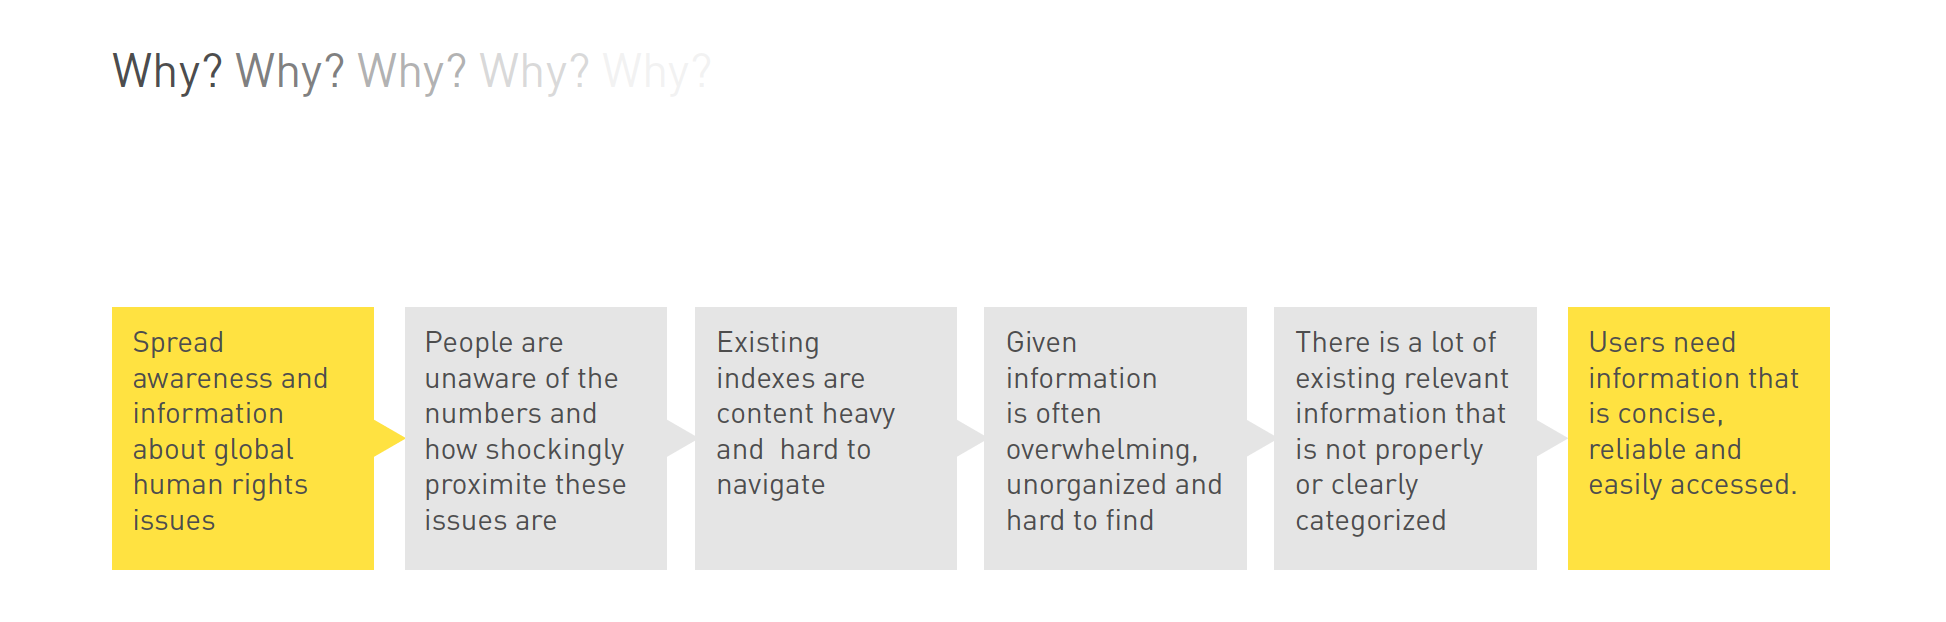 Why? Why? Why? Why? Why?
Spread
awareness and
information
about global
human rights
issues
People are
unaware of the
numbers and
how shockingly
proximite these
issues are
Existing
indexes are
content heavy
and  hard to
navigate
Given
information
is often
overwhelming,
unorganized and
hard to find
There is a lot of
existing relevant
information that
is not properly
or clearly
categorized
Users need
information that
is concise,
reliable and
easily accessed.